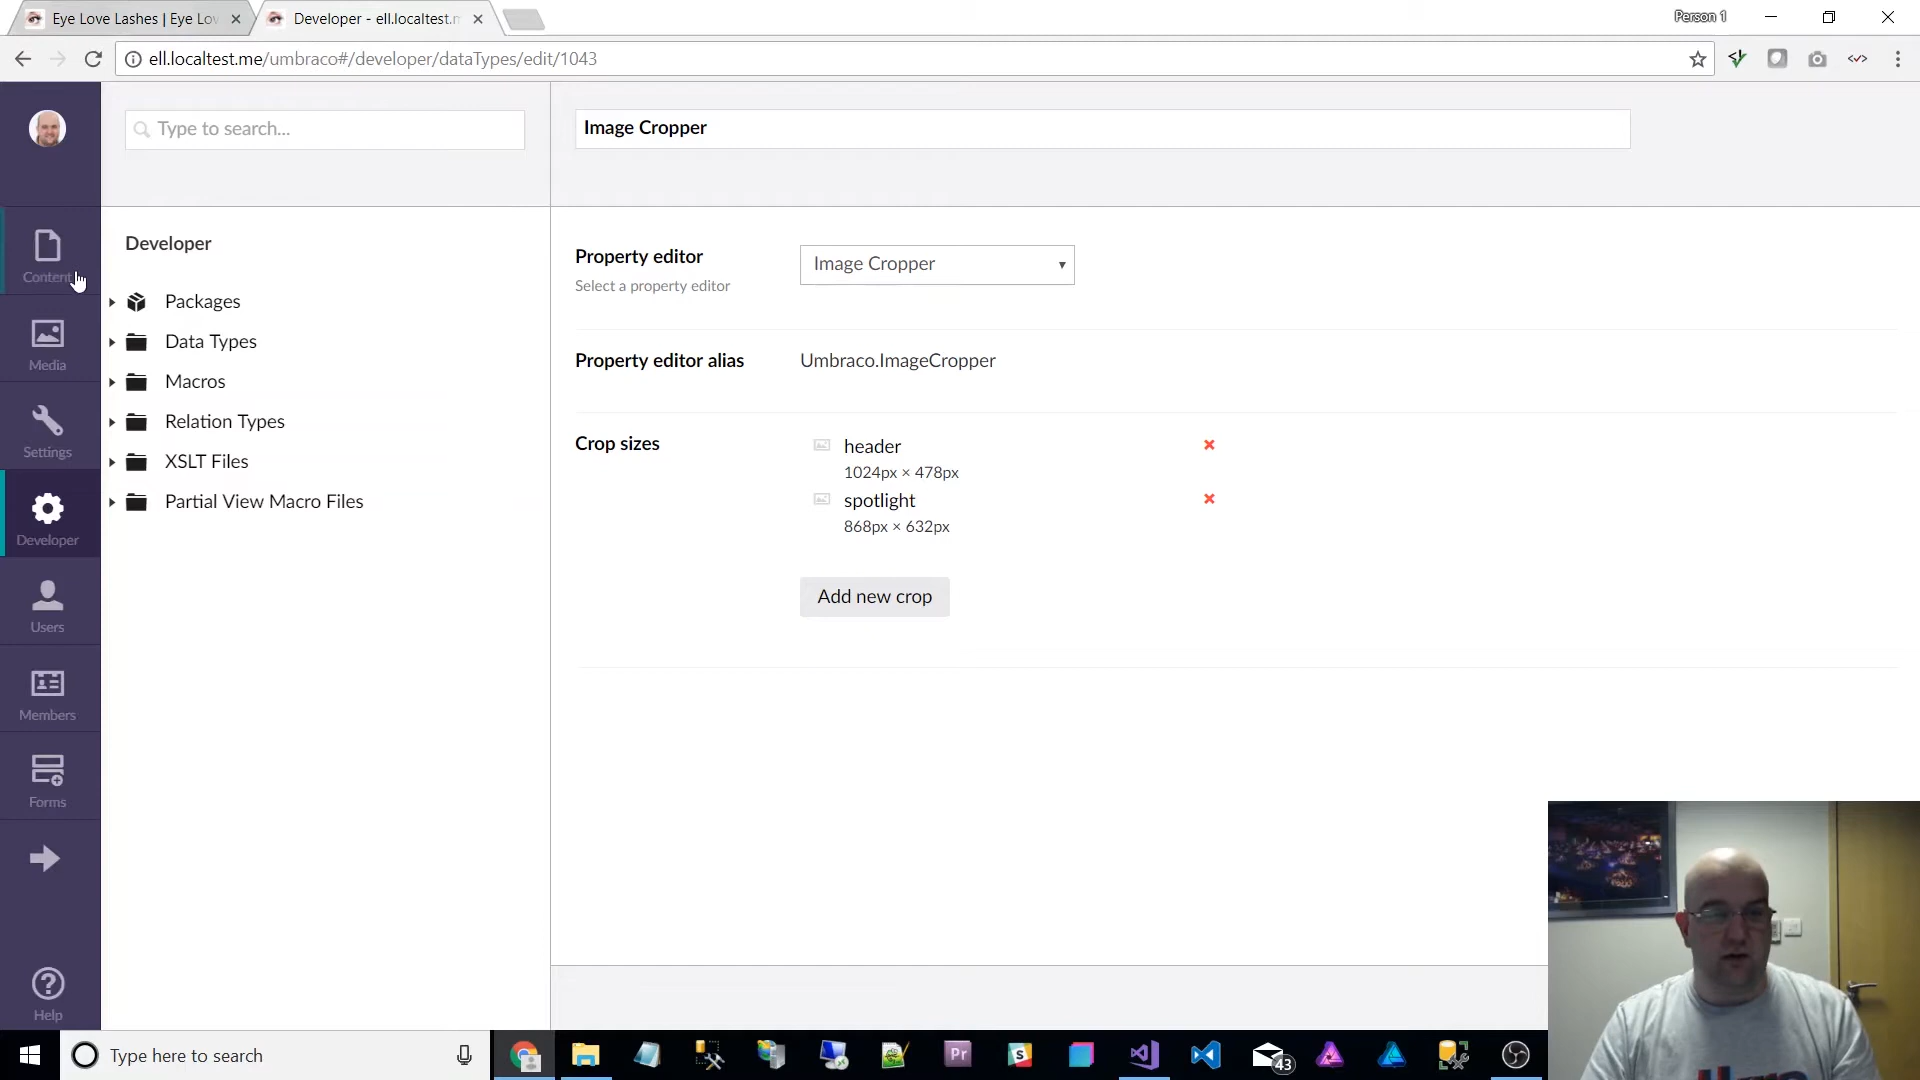 Eye Love Lashes | Eye Lov
Developer - ell.localtest.m
Person 1
ell.localtest.me/umbraco#/developer/dataTypes/edit/1043
Type to search...
Image Cropper
Content
Media
Settings
Developer
Users
Members
Forms
Help
Developer
Packages
Data Types
Macros
Relation Types
XSLT Files
Partial View Macro Files
Property editor
Select a property editor
Image Cropper
Property editor alias
Umbraco.ImageCropper
Crop sizes
header
1024px × 478px
spotlight
868px × 632px
Add new crop
Type here to search
Pr
S
43